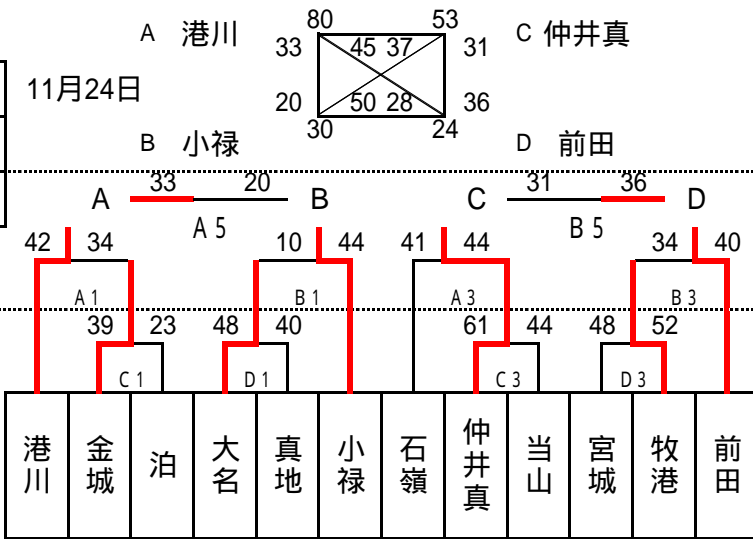 80 53
A 港川 C 仲井真
33 45 37 31
11月24日
20 50 28 36
30 24
B 小禄 D 前田
33 20 31 36
A B C D
A5 B5
42 34 10 44 41 44 34 40
A1 B1 A3 B3
39 23 48 40 61 44 48 52
C1 D1 C3 D3
港川 金城 泊 大名 真地 小禄 石嶺 仲井真 当山 宮城 牧港 前田